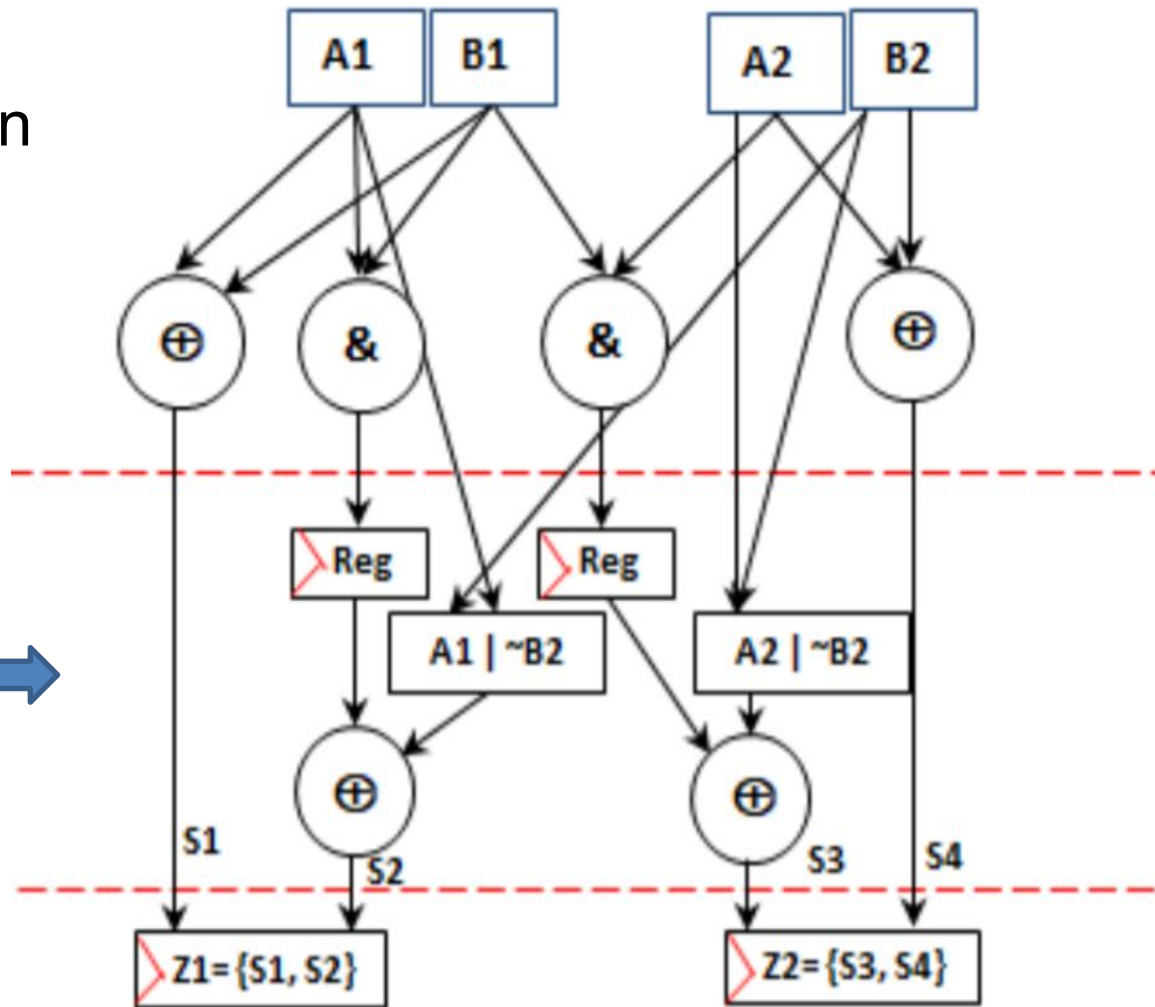 A1 B1 A2 B2
n
⊕ & & ⊕
Reg Reg
A1 | ~B2 A2 | ~B2
⊕ ⊕
S1 S2 S3 S4
Z1={S1, S2} Z2={S3, S4}